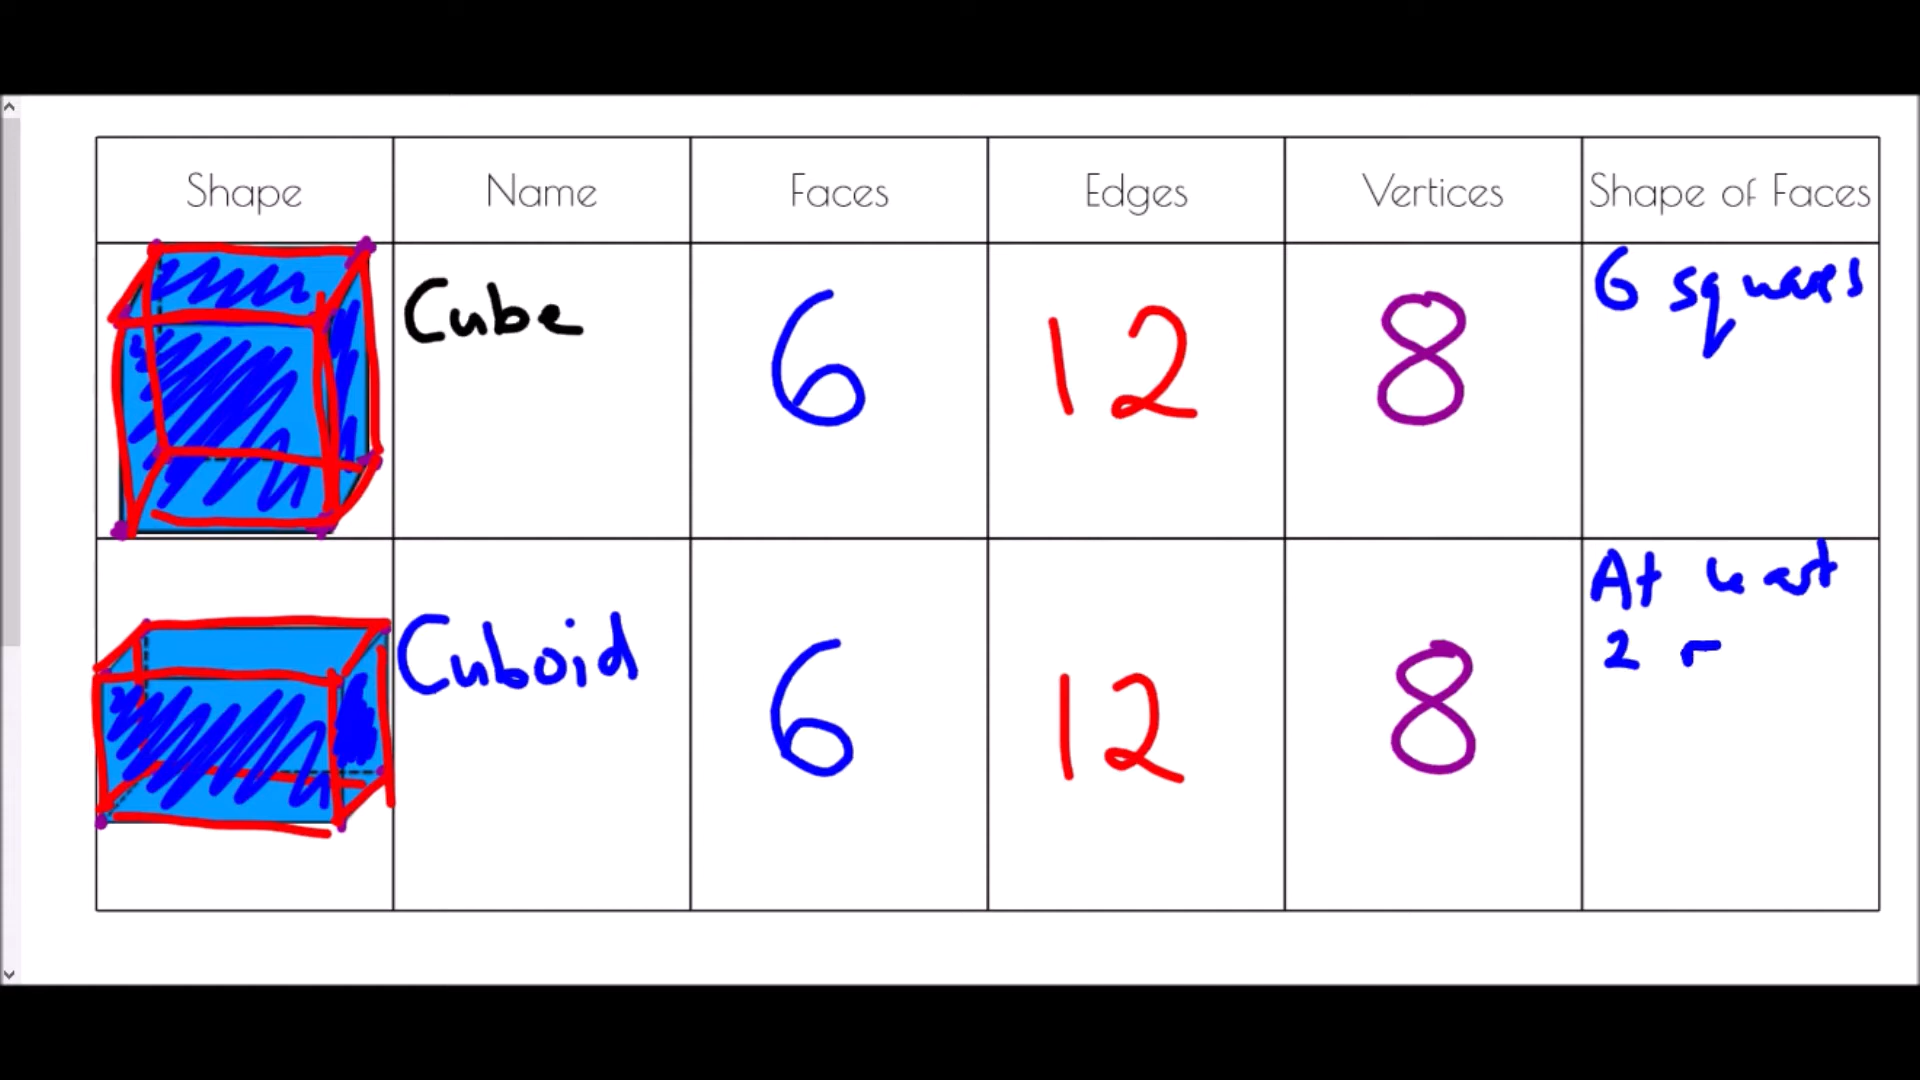 Shape Name Faces Edges Vertices Shape of Faces
Cube 6 12 8 6 squares
Cuboid 6 12 8 At least
2 r